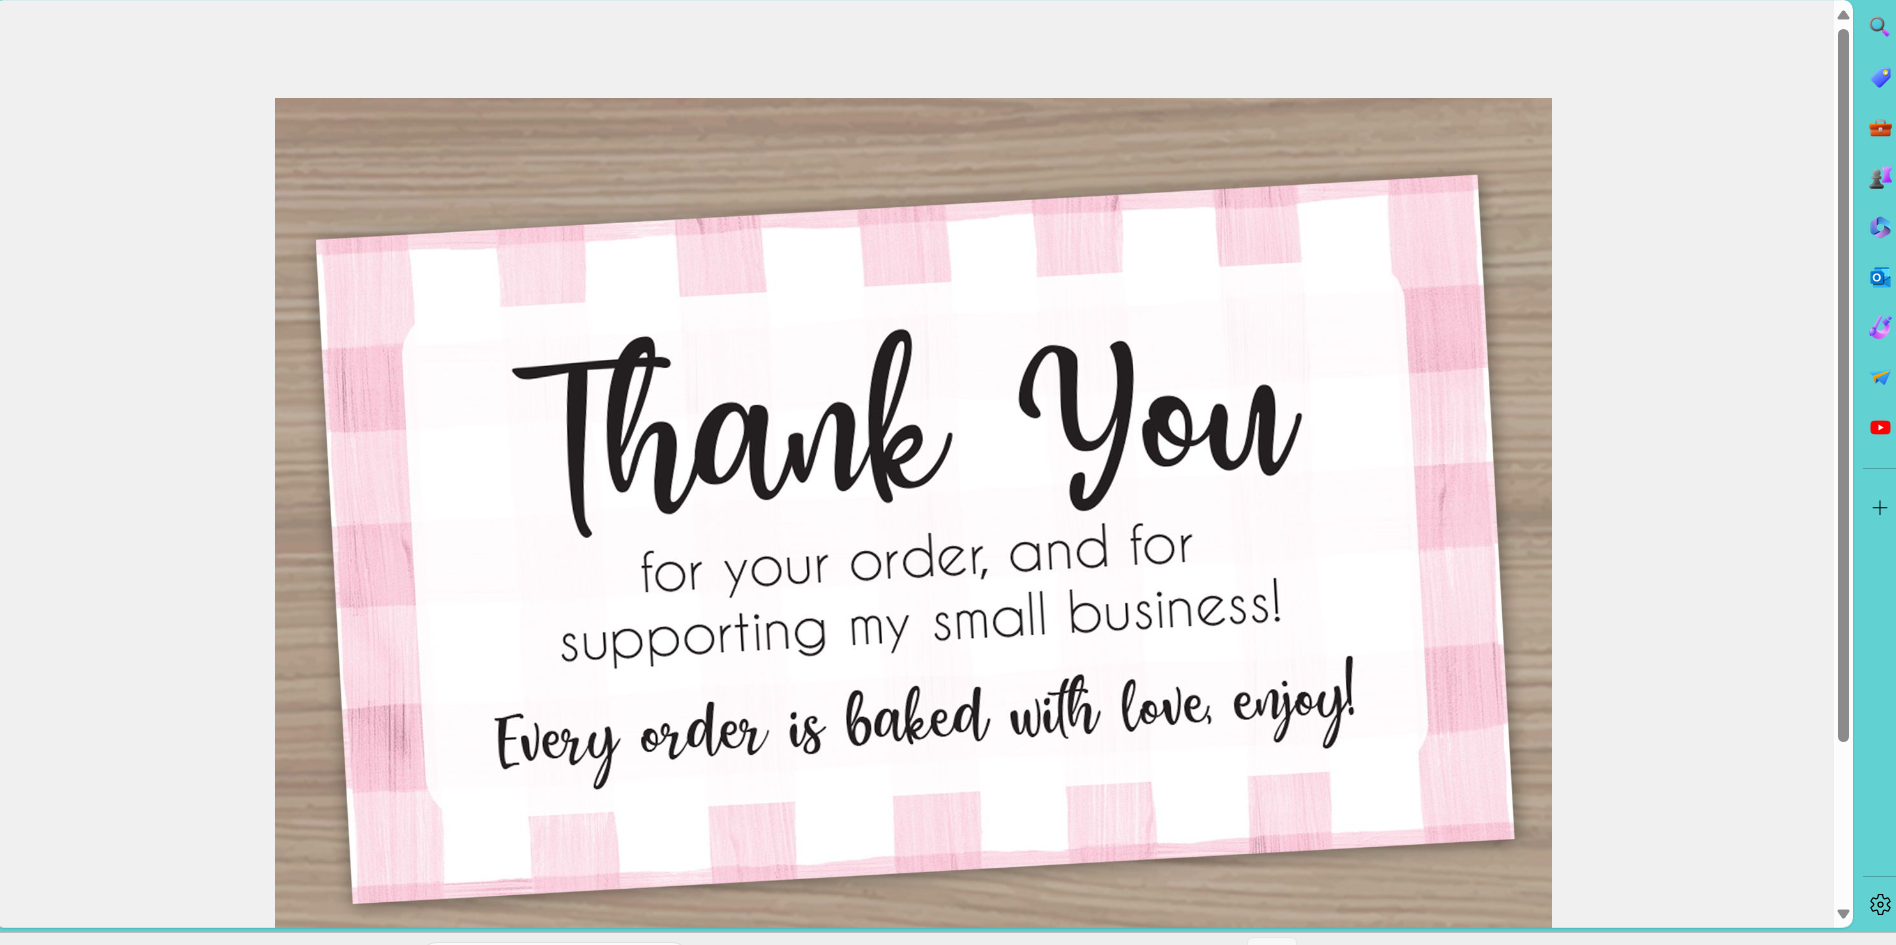 Thank You
for your order, and for
supporting my small business!
Every order is baked with love, enjoy!